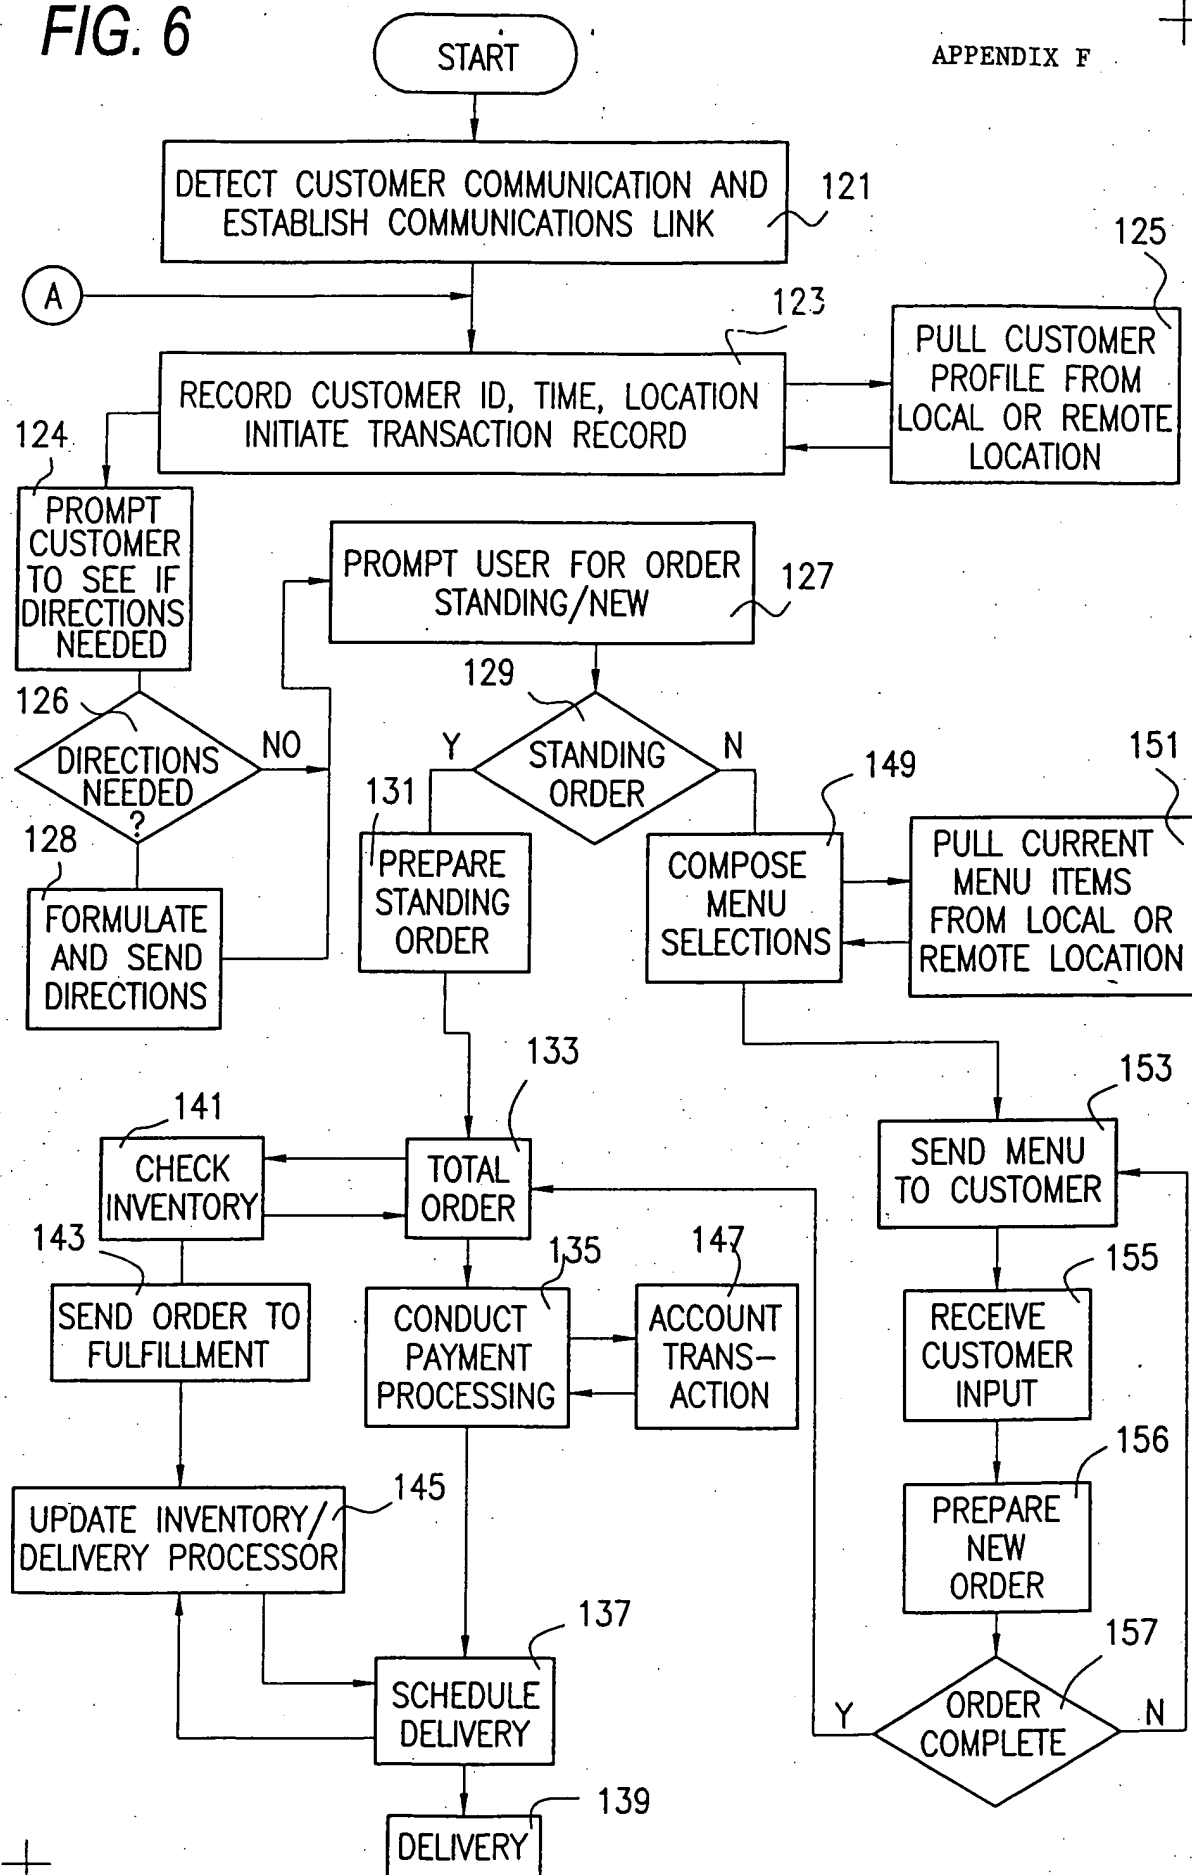 FIG. 6
APPENDIX F
START
DETECT CUSTOMER COMMUNICATION AND
ESTABLISH COMMUNICATIONS LINK
121
A
123
125
RECORD CUSTOMER ID, TIME, LOCATION
INITIATE TRANSACTION RECORD
PULL CUSTOMER
PROFILE FROM
LOCAL OR REMOTE
LOCATION
124
PROMPT
CUSTOMER
TO SEE IF
DIRECTIONS
NEEDED
PROMPT USER FOR ORDER
STANDING/NEW
127
126
DIRECTIONS
NEEDED
?
NO
128
FORMULATE
AND SEND
DIRECTIONS
129
STANDING
ORDER
Y
N
131
PREPARE
STANDING
ORDER
149
COMPOSE
MENU
SELECTIONS
151
PULL CURRENT
MENU ITEMS
FROM LOCAL OR
REMOTE LOCATION
133
TOTAL
ORDER
141
CHECK
INVENTORY
143
SEND ORDER TO
FULFILLMENT
135
CONDUCT
PAYMENT
PROCESSING
147
ACCOUNT
TRANS-
ACTION
153
SEND MENU
TO CUSTOMER
155
RECEIVE
CUSTOMER
INPUT
156
PREPARE
NEW
ORDER
145
UPDATE INVENTORY/
DELIVERY PROCESSOR
137
SCHEDULE
DELIVERY
157
ORDER
COMPLETE
Y
N
139
DELIVERY